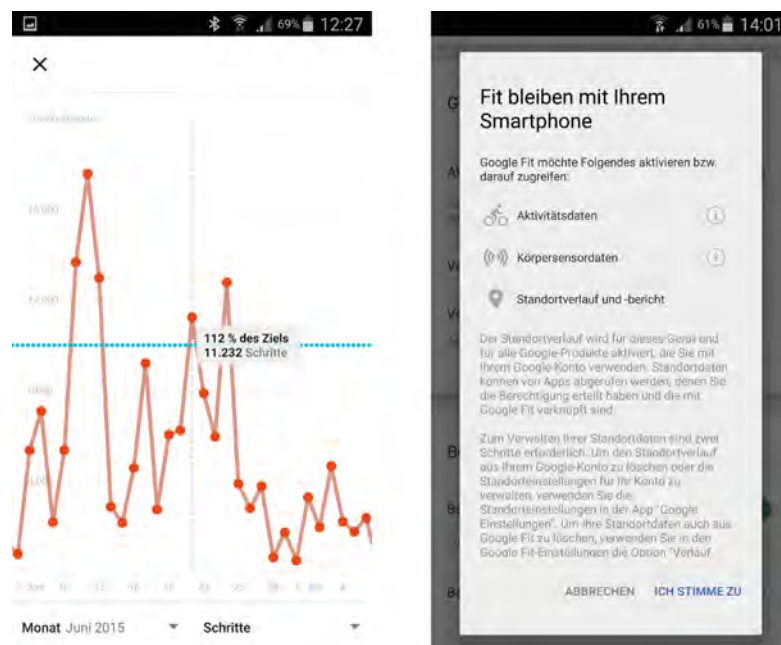 69% 12:27
16.000
12.000
112 % des Ziels
11.232 Schritte
Monat Juni 2015
Schritte
61% 14:01
Fit bleiben mit Ihrem
Smartphone
Google Fit möchte Folgendes aktivieren bzw.
darauf zugreifen:
Aktivitätsdaten
Körpersensordaten
Standortverlauf und -bericht
Der Standortverlauf wird für dieses Gerät und
für alle Google-Produkte aktiviert, die Sie mit
Ihrem Google-Konto verwenden. Standortdaten
können von Apps abgerufen werden, denen Sie
die Berechtigung erteilt haben und die mit
Google Fit verknüpft sind.
Zum Verwalten Ihrer Standortdaten sind zwei
Schritte erforderlich. Um den Standortverlauf
aus Ihrem Google-Konto zu löschen oder die
Standorteinstellungen für Ihr Konto zu
verwalten, verwenden Sie die
Standorteinstellungen in der App "Google
Einstellungen". Um Ihre Standortdaten auch aus
Google Fit zu löschen, verwenden Sie in den
Google Fit-Einstellungen die Option "Verlauf
ABBRECHEN ICH STIMME ZU